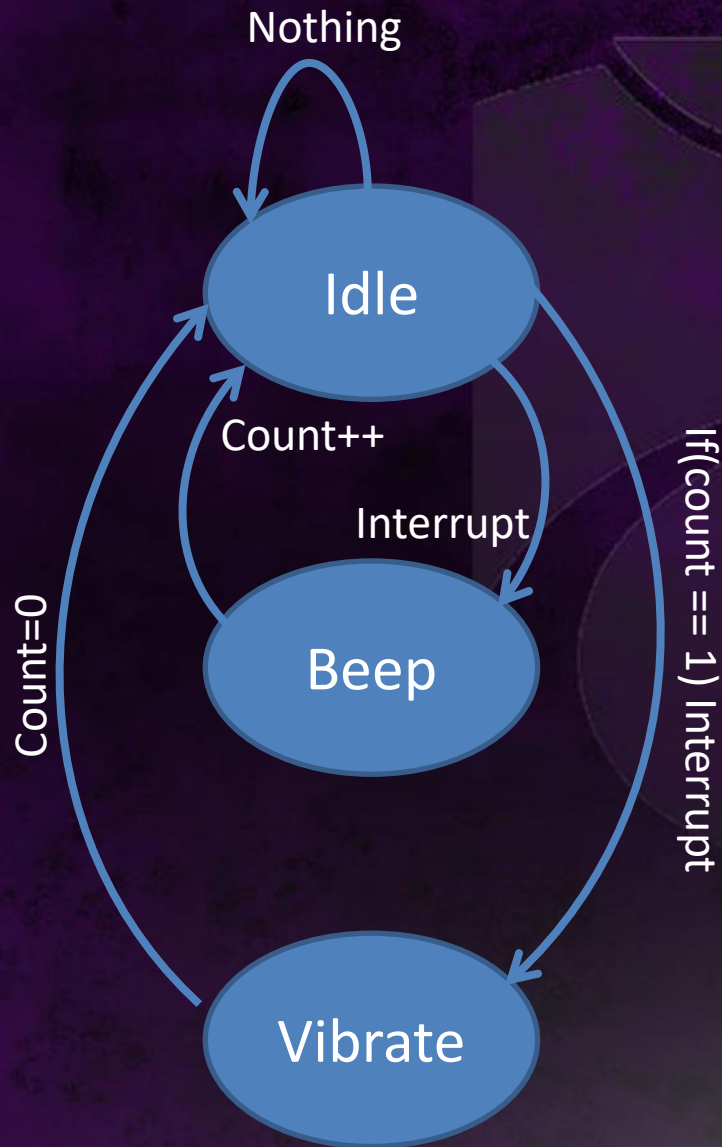 Nothing
Idle
Count++
Interrupt
If(count == 1) Interrupt
Count=0
Beep
Vibrate